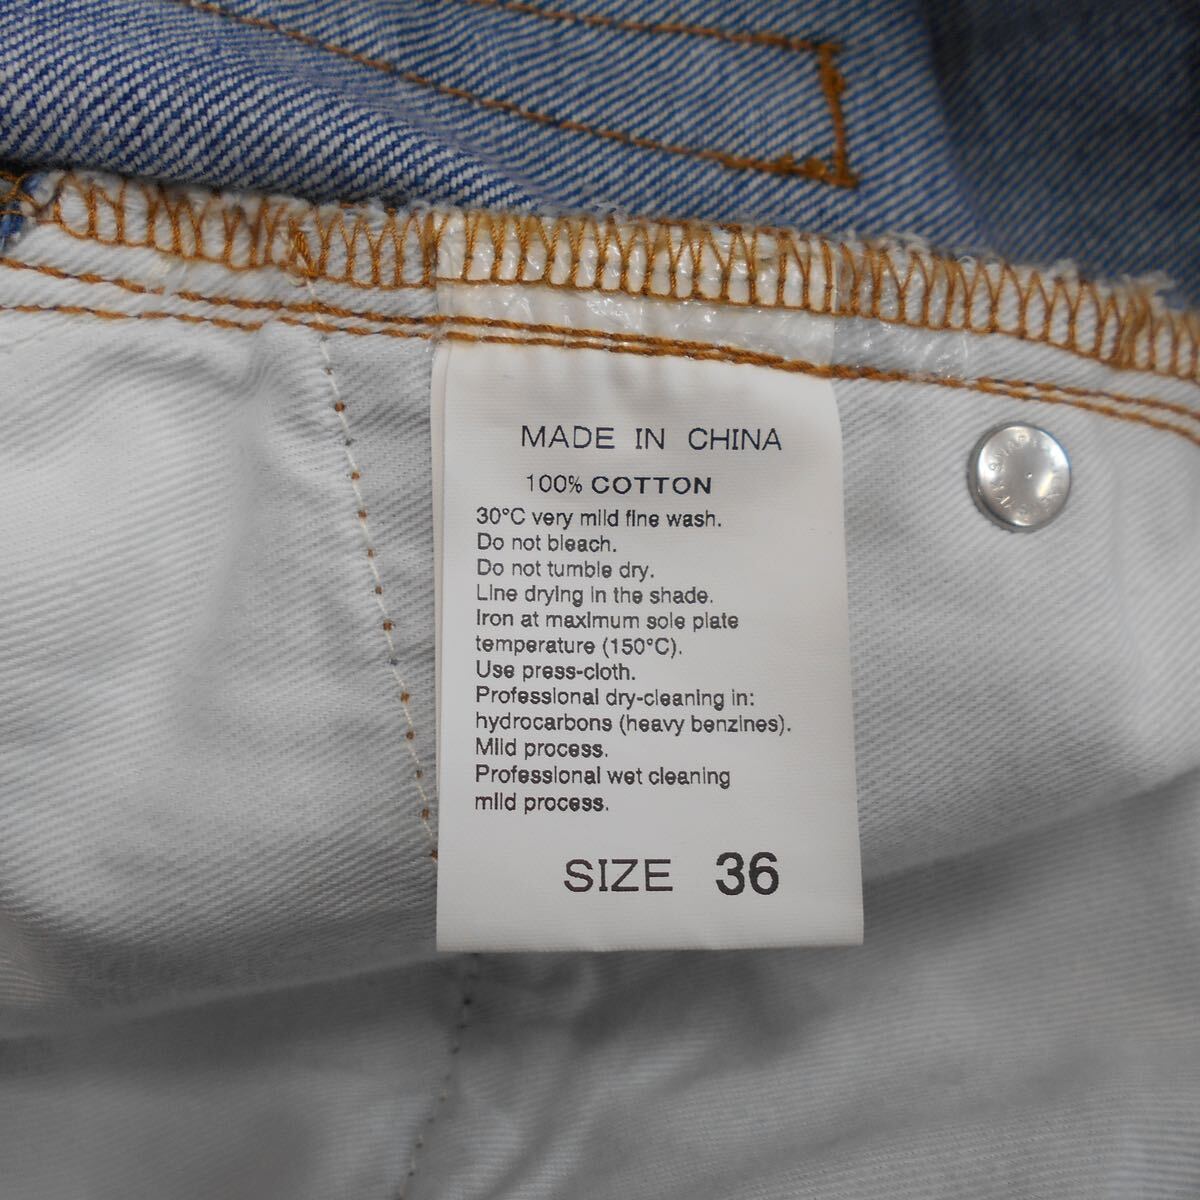 MADE IN CHINA
100% COTTON
30°C very mild fine wash.
Do not bleach.
Do not tumble dry.
Line drying in the shade.
Iron at maximum sole plate
temperature (150°C).
Use press-cloth.
Professional dry-cleaning in:
hydrocarbons (heavy benzines).
Mild process.
Professional wet cleaning
mild process.
SIZE 36